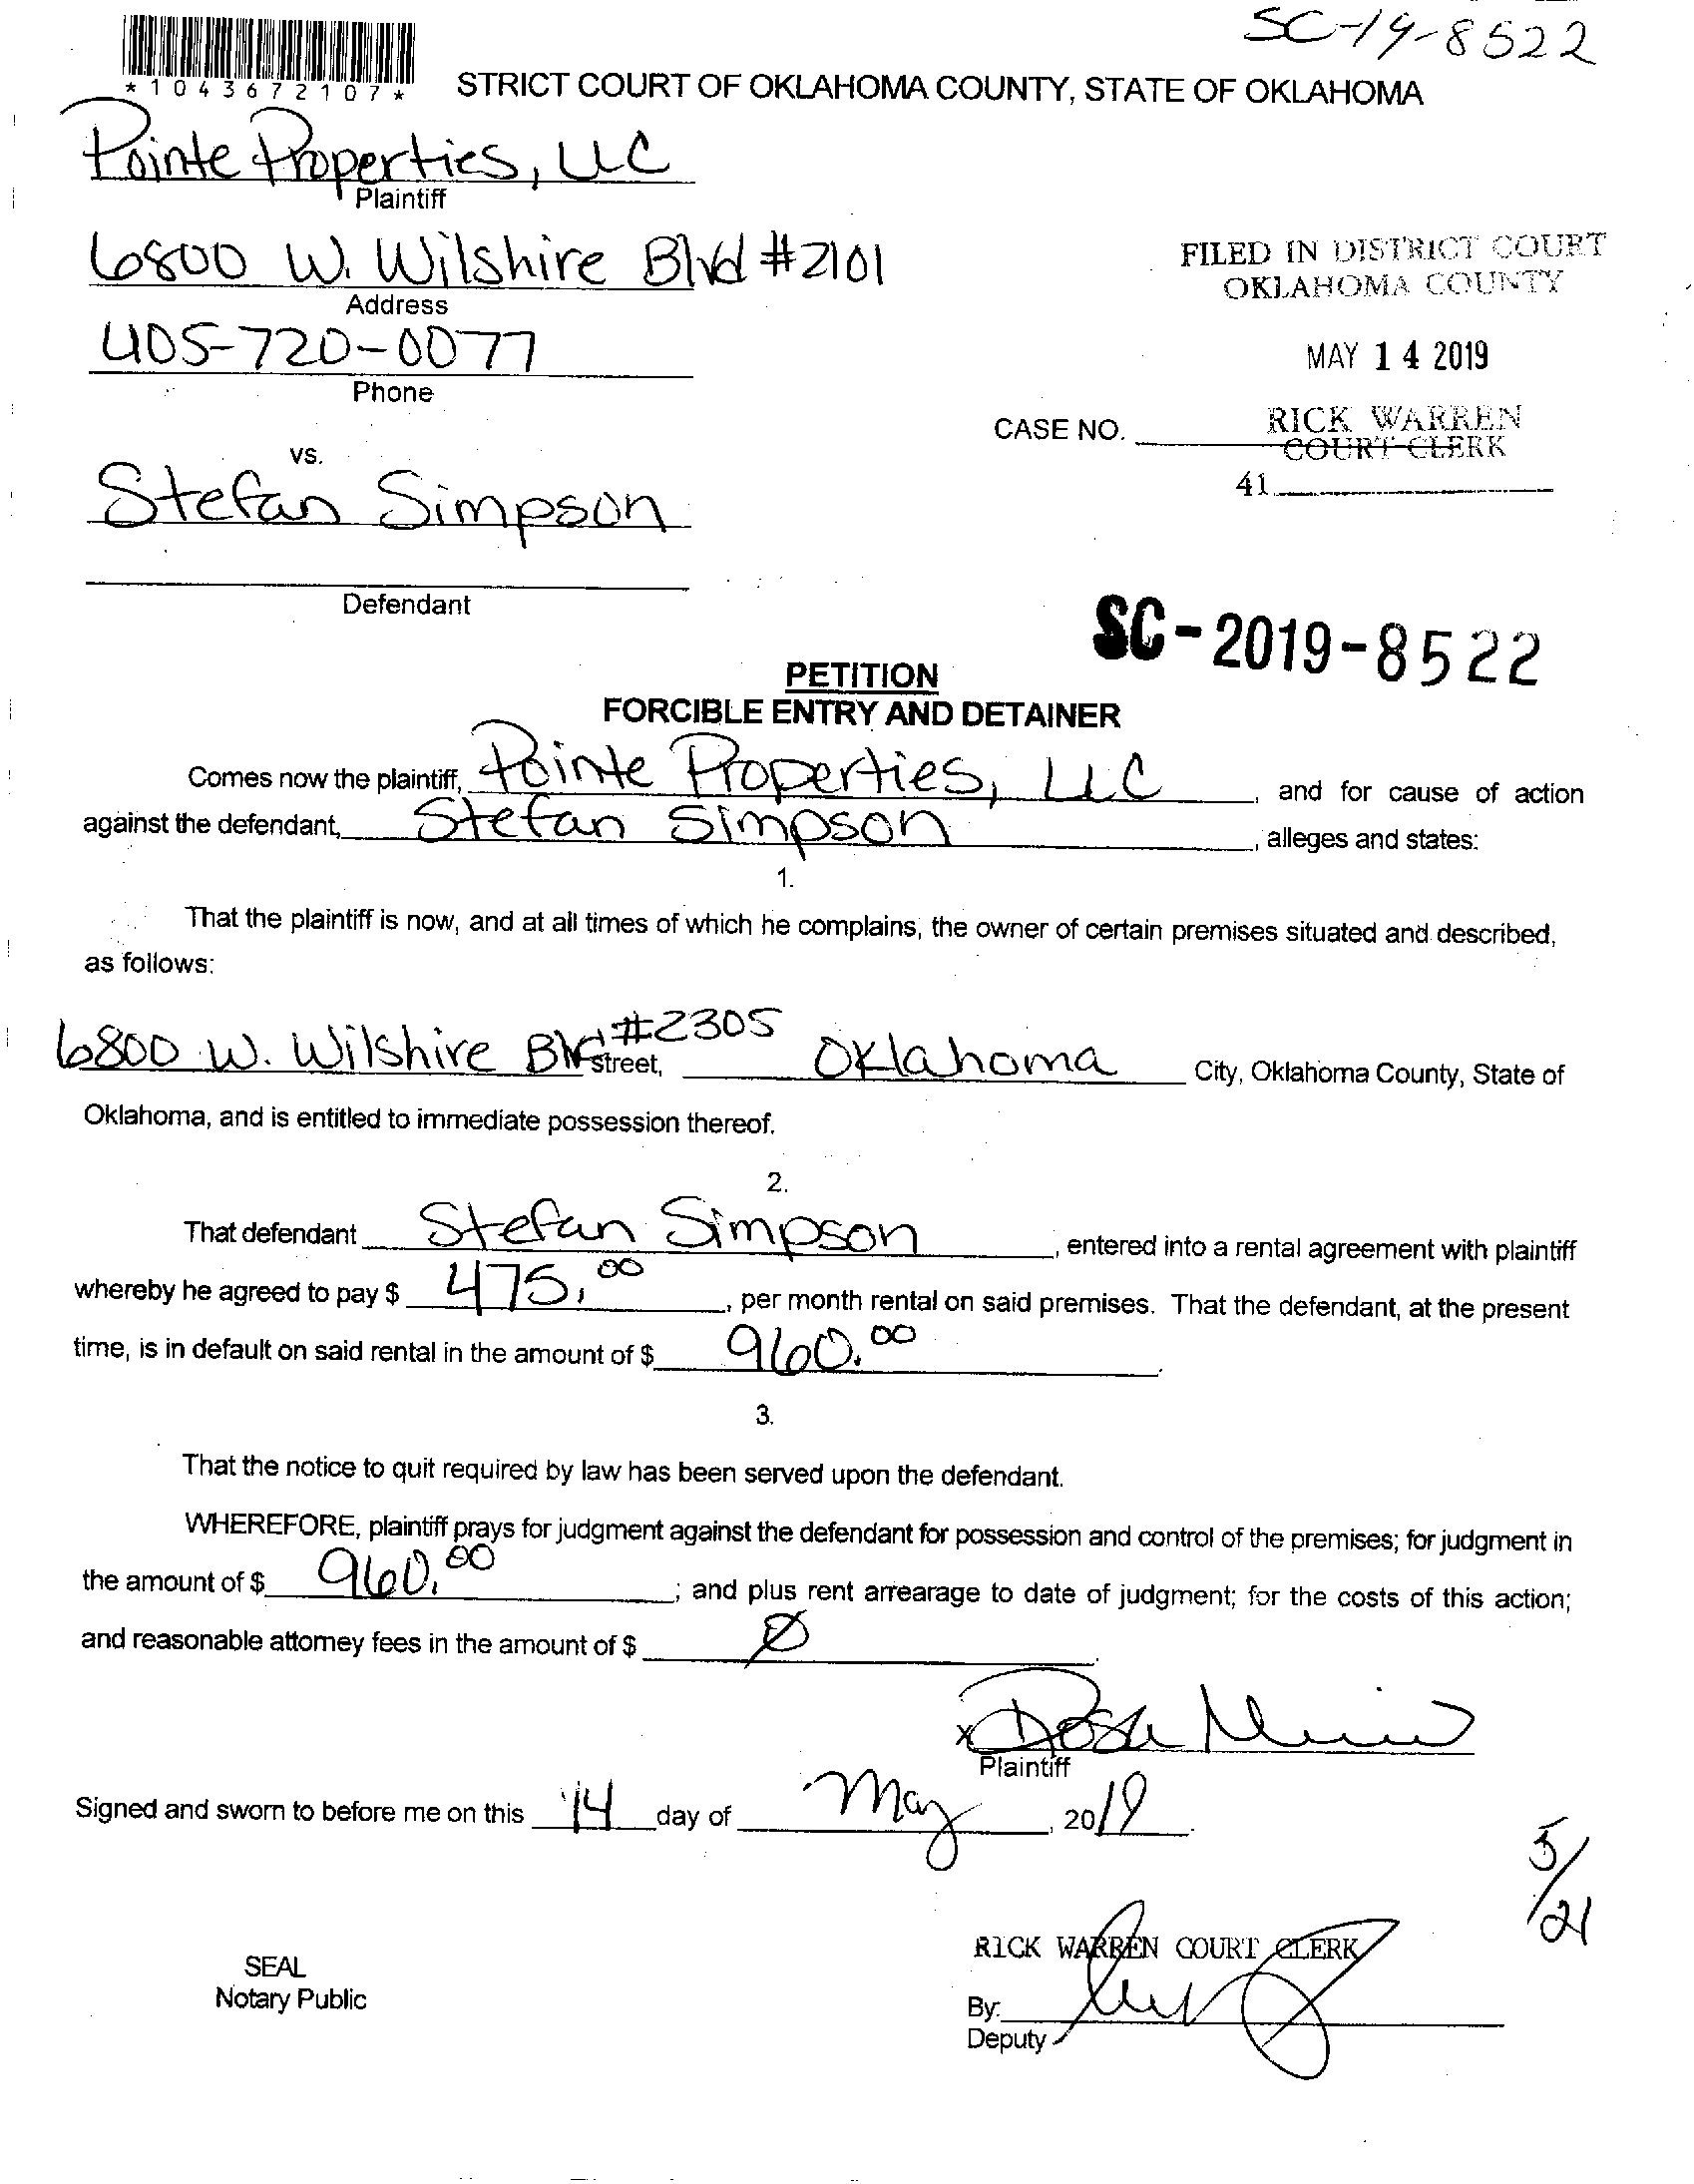 SC-19-8522
*1043672107*
STRICT COURT OF OKLAHOMA COUNTY, STATE OF OKLAHOMA
Pointe Properties, LLC
Plaintiff
6800 W. Wilshire Blvd #2101
Address
FILED IN DISTRICT COURT
OKLAHOMA COUNTY
405-720-0077
Phone
MAY 14 2019
CASE NO.
RICK WARREN
COURT CLERK
41
vs.
Stefan Simpson
Defendant
SC-2019-8522
PETITION
FORCIBLE ENTRY AND DETAINER
Comes now the plaintiff, Pointe Properties, LLC, and for cause of action
against the defendant, Stefan Simpson, alleges and states:
1.
That the plaintiff is now, and at all times of which he complains, the owner of certain premises situated and described,
as follows:
6800 W. Wilshire Blvd #2305 Street, Oklahoma City, Oklahoma County, State of
Oklahoma, and is entitled to immediate possession thereof.
2.
That defendant Stefan Simpson, entered into a rental agreement with plaintiff
whereby he agreed to pay $ 475.00, per month rental on said premises. That the defendant, at the present
time, is in default on said rental in the amount of $ 960.00.
3.
That the notice to quit required by law has been served upon the defendant.
WHEREFORE, plaintiff prays for judgment against the defendant for possession and control of the premises; for judgment in
the amount of $ 960.00; and plus rent arrearage to date of judgment; for the costs of this action;
and reasonable attorney fees in the amount of $ Ø.
x
Plaintiff
Signed and sworn to before me on this 14 day of May, 2019.
5/21
SEAL
Notary Public
RICK WARREN COURT CLERK
By:
Deputy